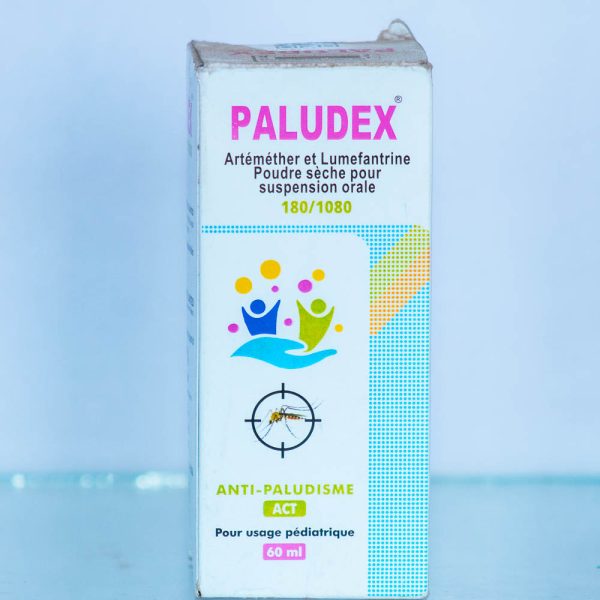 PALUDEX®
Artéméther et Lumefantrine
Poudre sèche pour
suspension orale
180/1080
ANTI-PALUDISME
ACT
Pour usage pédiatrique
60 ml